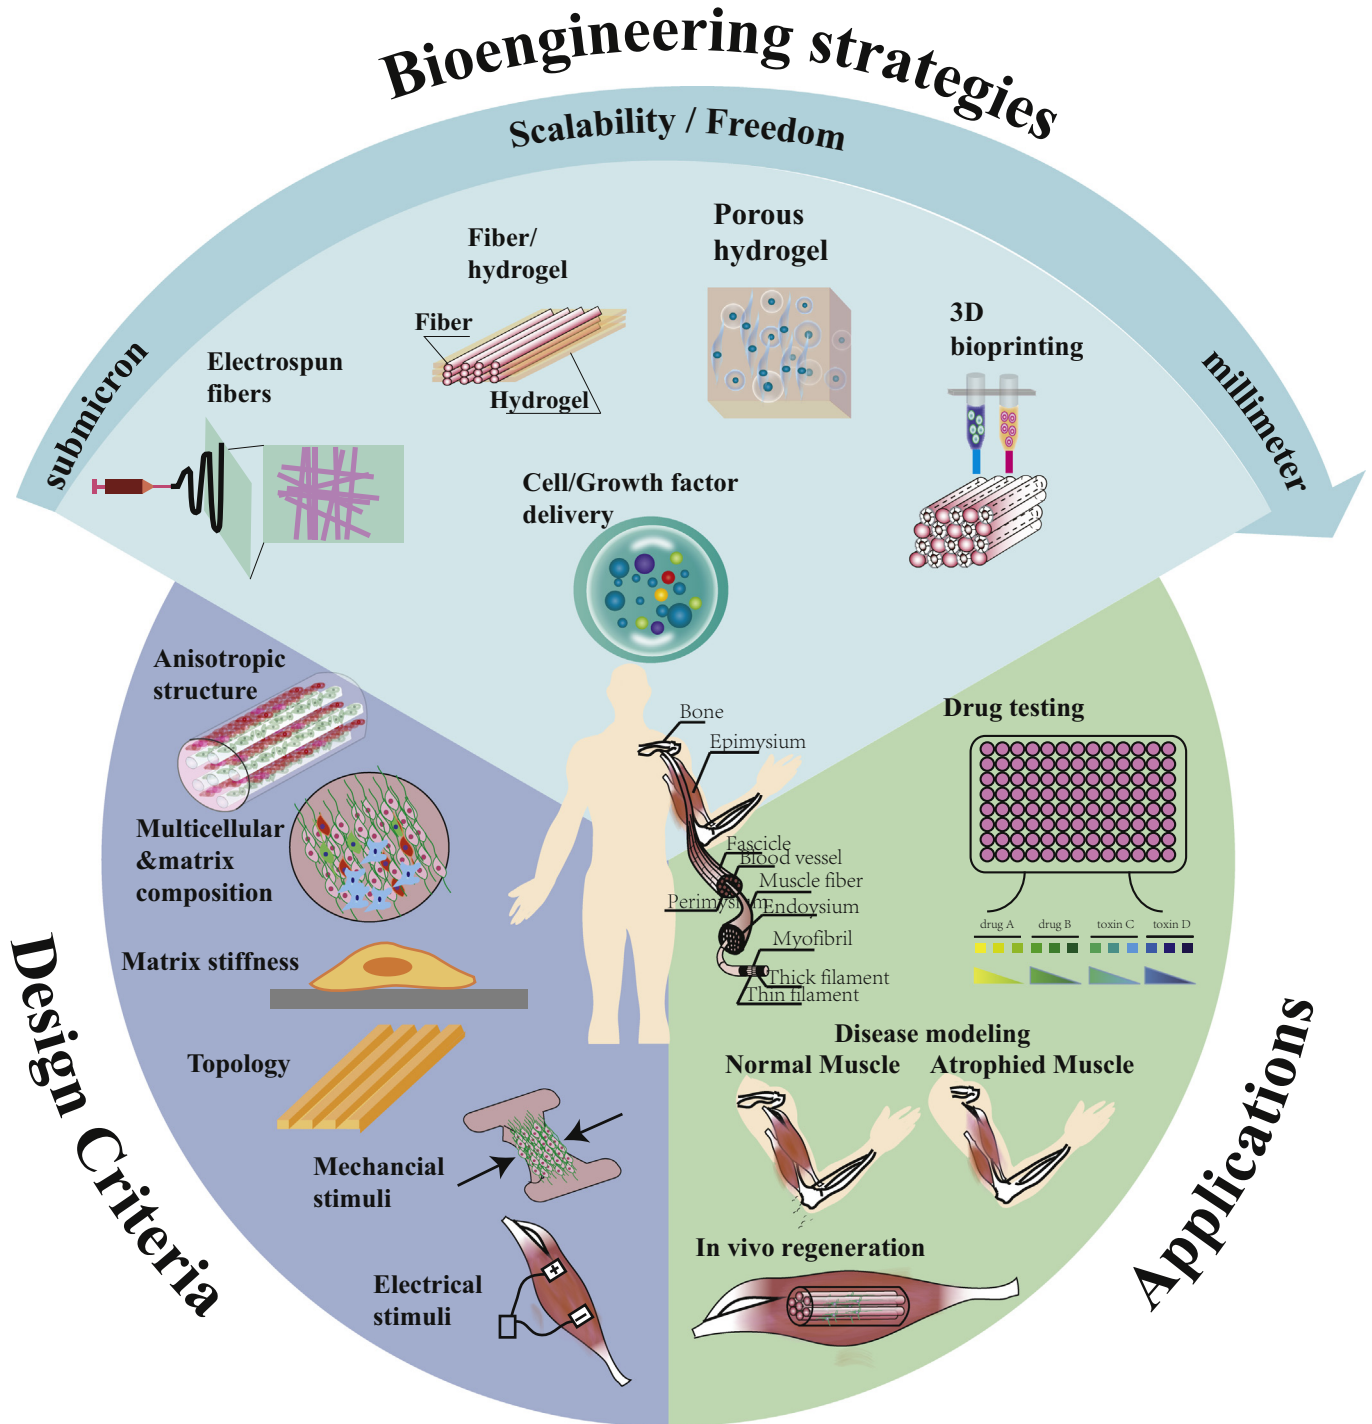 Bioengineering strategies
Scalability / Freedom
submicron
millimeter
Electrospun
fibers
Fiber/
hydrogel
Fiber
Hydrogel
Porous
hydrogel
3D
bioprinting
Cell/Growth factor
delivery
Design Criteria
Anisotropic
structure
Multicellular
&matrix
composition
Matrix stiffness
Topology
Mechancial
stimuli
Electrical
stimuli
+
−
Bone
Epimysium
Fascicle
Blood vessel
Muscle fiber
Perimysium
Endoysium
Myofibril
Thick filament
Thin filament
Applications
Drug testing
drug A
drug B
toxin C
toxin D
Disease modeling
Normal Muscle
Atrophied Muscle
In vivo regeneration